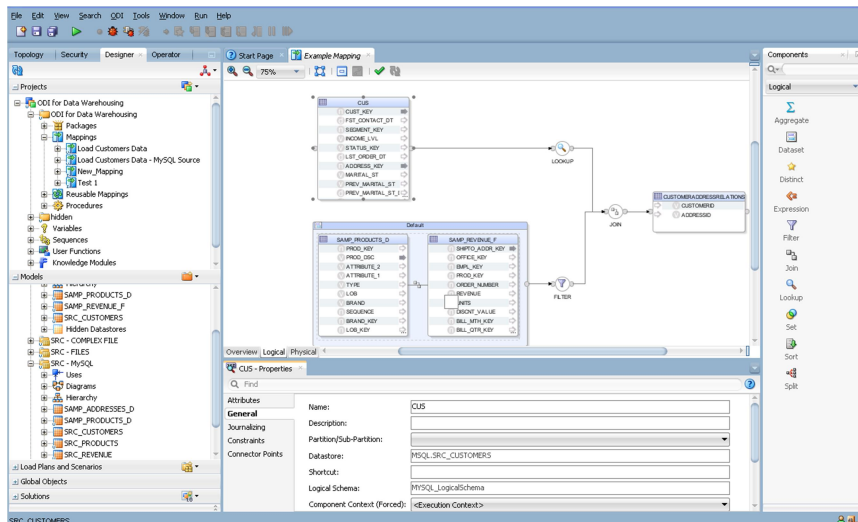 File Edit View Search ODI Tools Window Run Help
Topology Security Designer Operator
Start Page Example Mapping
Components
75%
Projects
Logical
ODI for Data Warehousing
ODI for Data Warehousing
Packages
Mappings
Load Customers Data
Load Customers Data - MySQL Source
New_Mapping
Test 1
Reusable Mappings
Procedures
hidden
Variables
Sequences
User Functions
Knowledge Modules
Models
Hierarchy
SAMP_PRODUCTS_D
SAMP_REVENUE_F
SRC_CUSTOMERS
Hidden Datastores
SRC - COMPLEX FILE
SRC - FILES
SRC - MySQL
Uses
Diagrams
Hierarchy
SAMP_ADDRESSES_D
SAMP_PRODUCTS_D
SRC_CUSTOMERS
SRC_PRODUCTS
SRC_REVENUE
Load Plans and Scenarios
Global Objects
Solutions
SRC_CUSTOMERS
CUS
CUST_KEY
FST_CONTACT_DT
SEGMENT_KEY
INCOME_LVL
STATUS_KEY
LST_ORDER_DT
ADDRESS_KEY
MARITAL_ST
PREV_MARITAL_ST
PREV_MARITAL_ST_
LOOKUP
JOIN
CUSTOMERADDRESSRELATIONS
CUSTOMERID
ADDRESSID
Default
SAMP_PRODUCTS_D
PROD_KEY
PROD_DSC
ATTRIBUTE_2
ATTRIBUTE_1
TYPE
LOB
BRAND
SEQUENCE
BRAND_KEY
LOB_KEY
SAMP_REVENUE_F
SHIPTO_ADDR_KEY
OFFICE_KEY
EMPL_KEY
PROD_KEY
ORDER_NUMBER
REVENUE
UNITS
DISCNT_VALUE
BILL_MTH_KEY
BILL_QTR_KEY
FILTER
Overview Logical Physical
CUS - Properties
Find
Attributes
General
Journalizing
Constraints
Connector Points
Name: CUS
Description:
Partition/Sub-Partition:
Datastore: MSQL.SRC_CUSTOMERS
Shortcut:
Logical Schema: MYSQL_LogicalSchema
Component Context (Forced): <Execution Context>
Aggregate
Dataset
Distinct
Expression
Filter
Join
Lookup
Set
Sort
Split